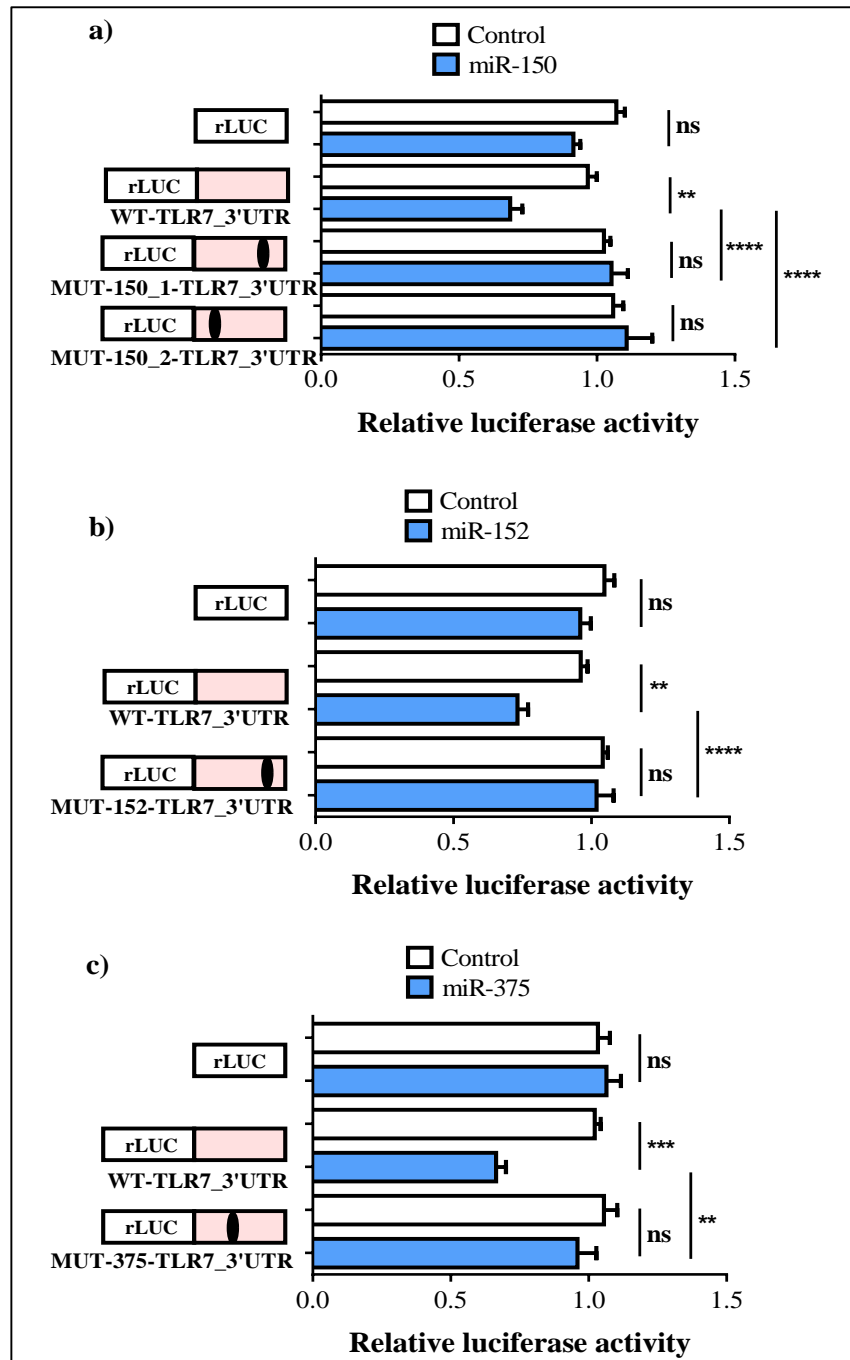 a)
Control
miR-150
rLUC
ns
rLUC
WT-TLR7_3'UTR
**
rLUC
MUT-150_1-TLR7_3'UTR
ns
****
****
rLUC
MUT-150_2-TLR7_3'UTR
ns
0.0 0.5 1.0 1.5
Relative luciferase activity
b)
Control
miR-152
rLUC
ns
rLUC
WT-TLR7_3'UTR
**
rLUC
MUT-152-TLR7_3'UTR
ns
****
0.0 0.5 1.0 1.5
Relative luciferase activity
c)
Control
miR-375
rLUC
ns
rLUC
WT-TLR7_3'UTR
***
rLUC
MUT-375-TLR7_3'UTR
ns
**
0.0 0.5 1.0 1.5
Relative luciferase activity